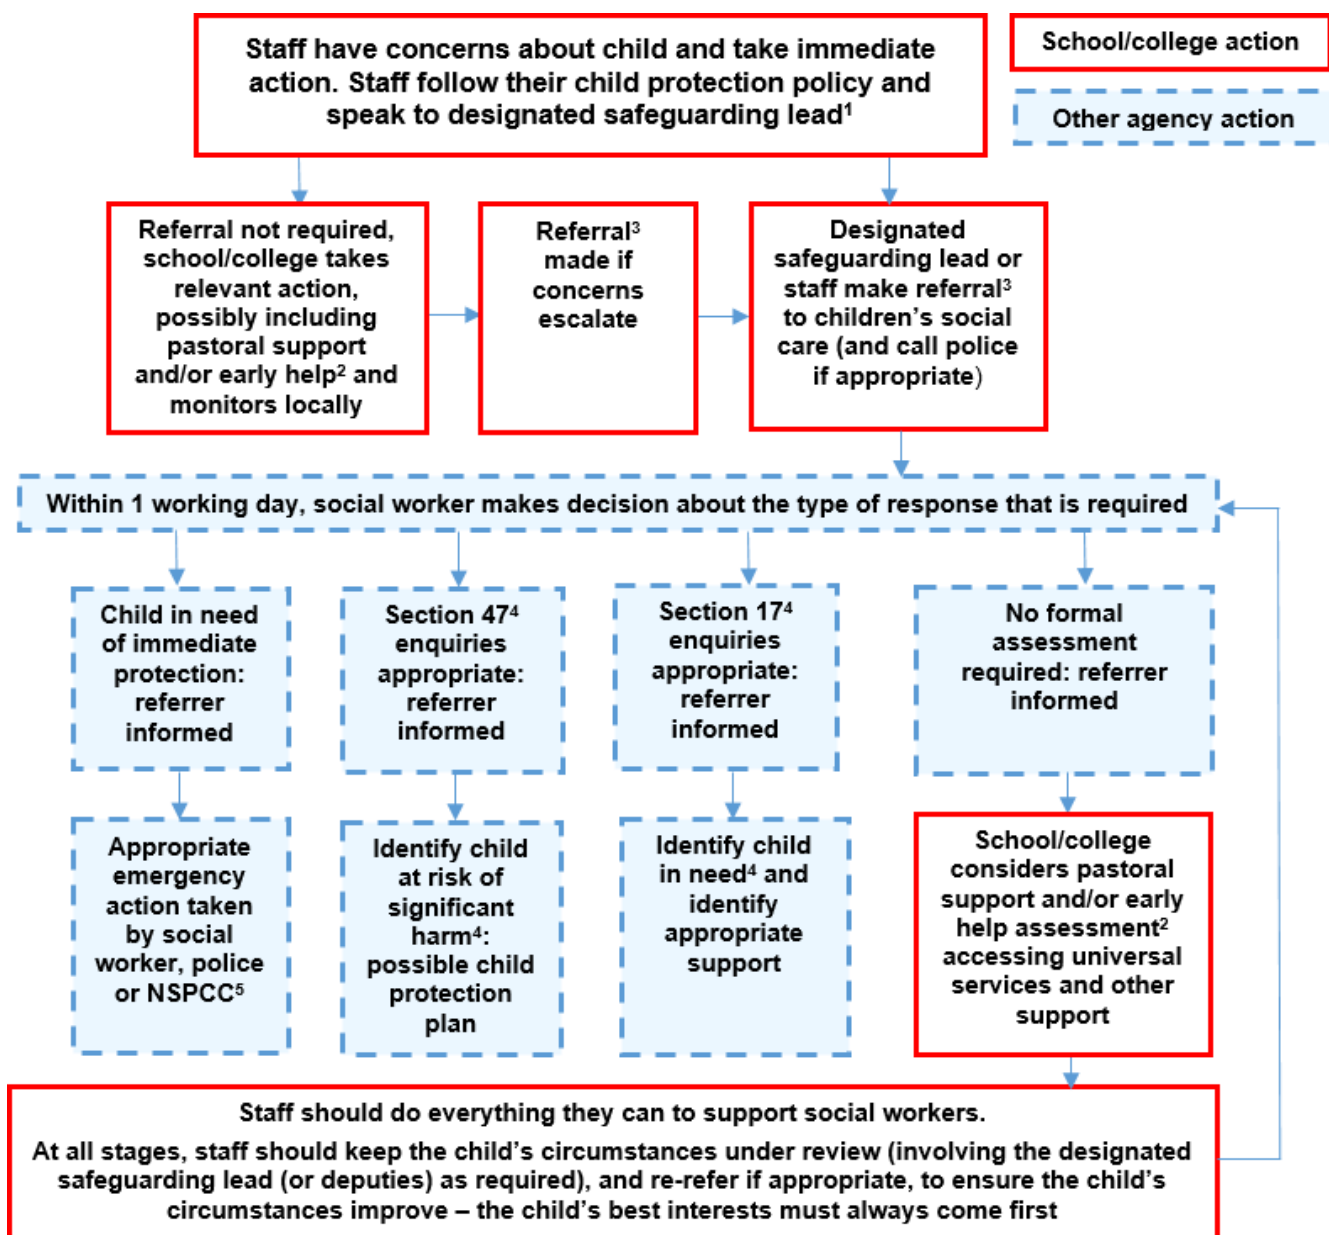 Staff have concerns about child and take immediate
action. Staff follow their child protection policy and
speak to designated safeguarding lead¹
School/college action
Other agency action
Referral not required,
school/college takes
relevant action,
possibly including
pastoral support
and/or early help² and
monitors locally
Referral³
made if
concerns
escalate
Designated
safeguarding lead or
staff make referral³
to children’s social
care (and call police
if appropriate)
Within 1 working day, social worker makes decision about the type of response that is required
Child in need
of immediate
protection:
referrer
informed
Section 47⁴
enquiries
appropriate:
referrer
informed
Section 17⁴
enquiries
appropriate:
referrer
informed
No formal
assessment
required: referrer
informed
Appropriate
emergency
action taken
by social
worker, police
or NSPCC⁵
Identify child
at risk of
significant
harm⁴:
possible child
protection
plan
Identify child
in need⁴ and
identify
appropriate
support
School/college
considers pastoral
support and/or early
help assessment²
accessing universal
services and other
support
Staff should do everything they can to support social workers.
At all stages, staff should keep the child’s circumstances under review (involving the designated
safeguarding lead (or deputies) as required), and re-refer if appropriate, to ensure the child’s
circumstances improve – the child’s best interests must always come first